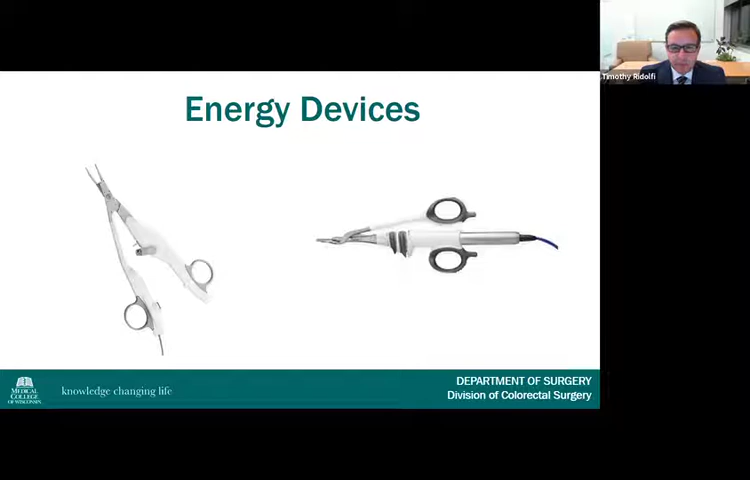 Timothy Ridolfi
Energy Devices
MEDICAL
COLLEGE
OF WISCONSIN
knowledge changing life
DEPARTMENT OF SURGERY
Division of Colorectal Surgery